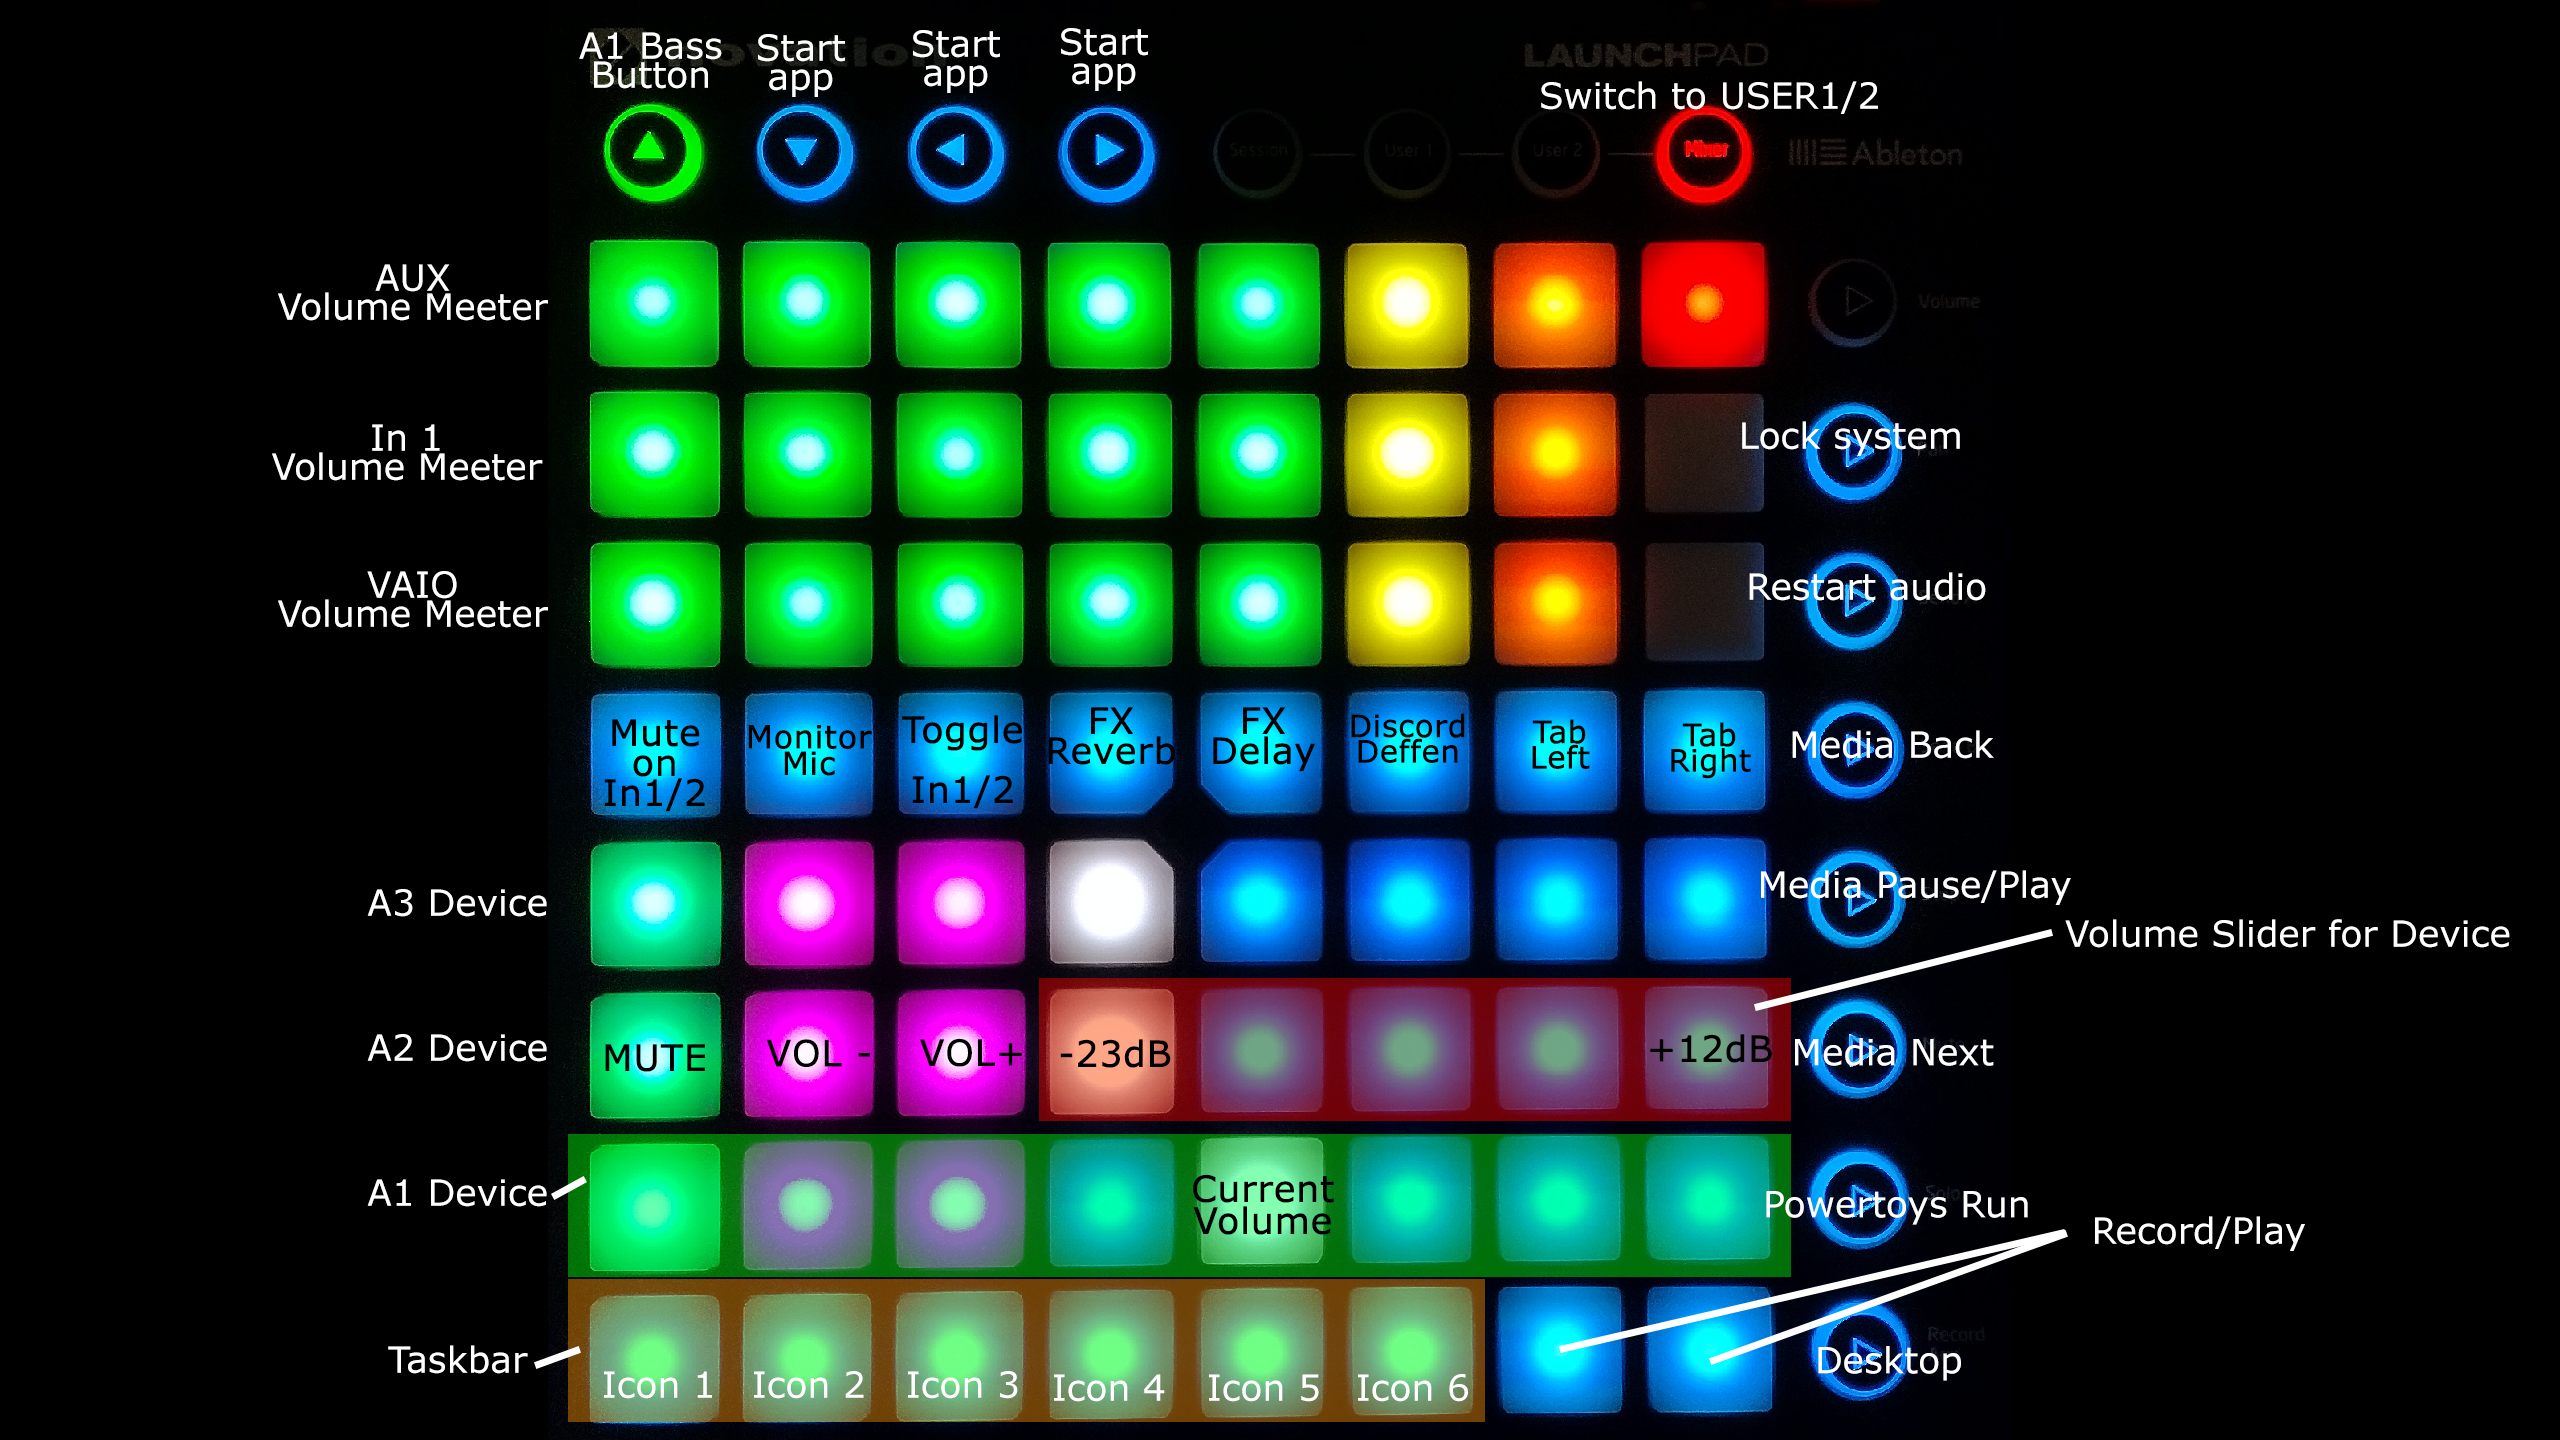 A1 Bass
Button
Start
app
Start
app
Start
app
novation
LAUNCHPAD
Switch to USER1/2
Session
User 1
User 2
Mixer
Ableton
AUX
Volume Meeter
Volume
In 1
Volume Meeter
Lock system
VAIO
Volume Meeter
Restart audio
Mute
on
In1/2
Monitor
Mic
Toggle
In1/2
FX
Reverb
FX
Delay
Discord
Deffen
Tab
Left
Tab
Right
Media Back
A3 Device
Media Pause/Play
Volume Slider for Device
A2 Device
MUTE
VOL -
VOL+
-23dB
+12dB
Media Next
A1 Device
Current
Volume
Powertoys Run
Solo
Record/Play
Taskbar
Icon 1
Icon 2
Icon 3
Icon 4
Icon 5
Icon 6
Record
Desktop